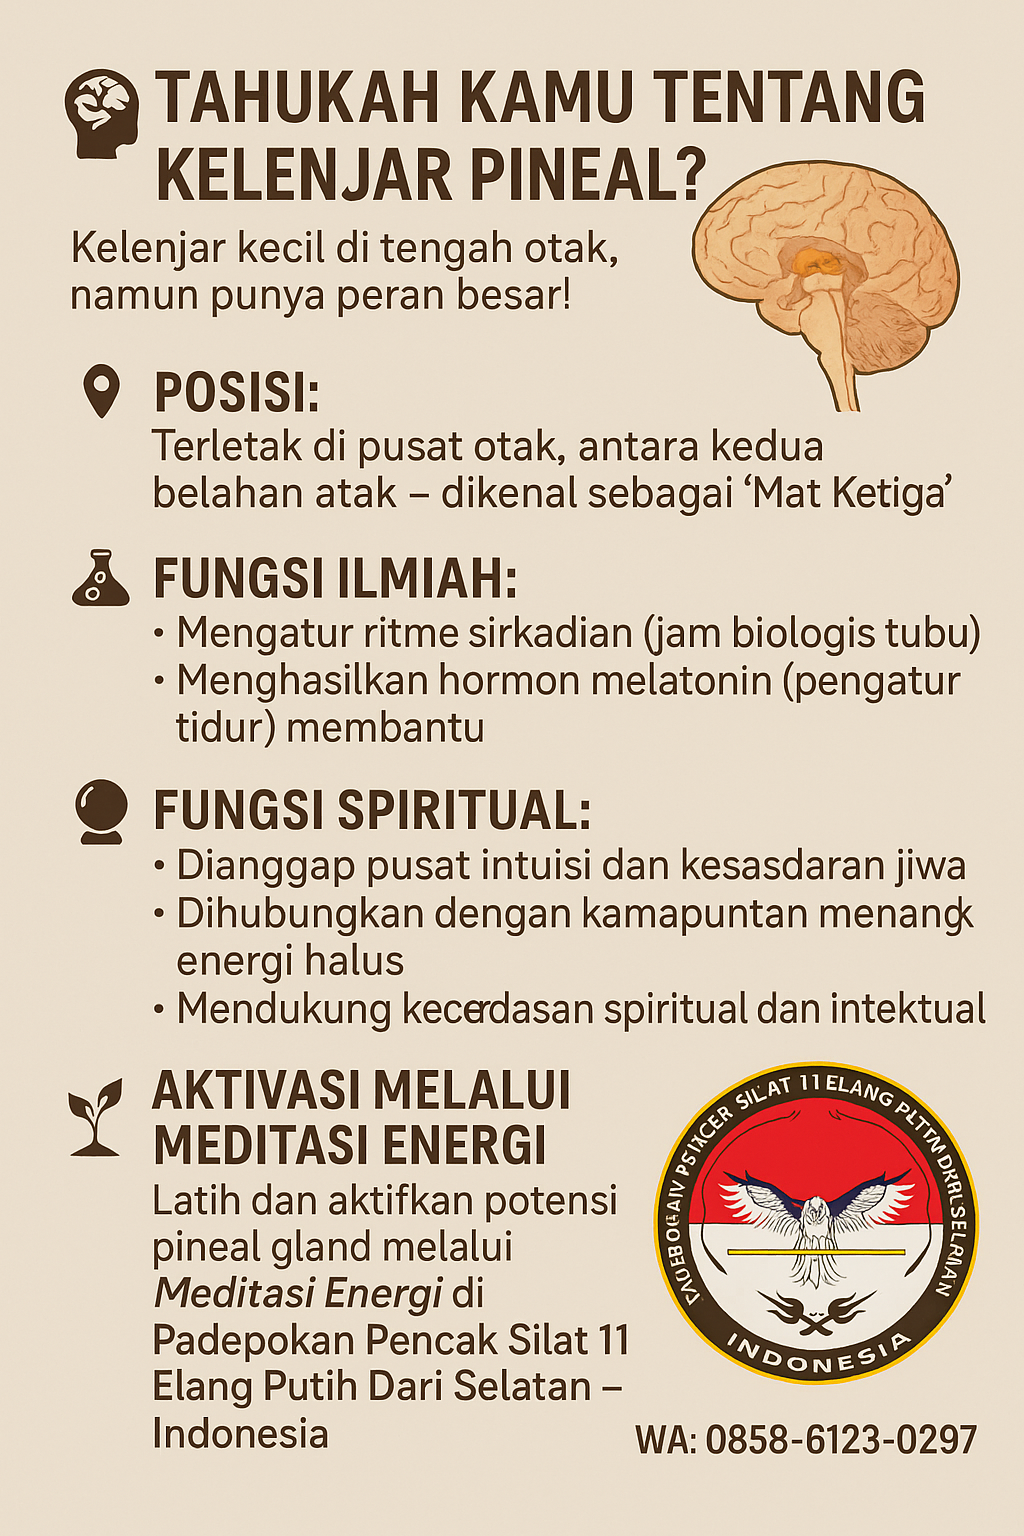 TAHUKAH KAMU TENTANG
KELENJAR PINEAL?
Kelenjar kecil di tengah otak,
namun punya peran besar!
POSISI:
Terletak di pusat otak, antara kedua
belahan atak – dikenal sebagai ‘Mat Ketiga’
FUNGSI ILMIAH:
• Mengatur ritme sirkadian (jam biologis tubu)
• Menghasilkan hormon melatonin (pengatur
tidur) membantu
FUNGSI SPIRITUAL:
• Dianggap pusat intuisi dan kesasdaran jiwa
• Dihubungkan dengan kamapuntan menangk
energi halus
• Mendukung kecerdasan spiritual dan intektual
AKTIVASI MELALUI
MEDITASI ENERGI
Latih dan aktifkan potensi
pineal gland melalui
Meditasi Energi di
Padepokan Pencak Silat 11
Elang Putih Dari Selatan –
Indonesia
SILAT 11 ELANG
INDONESIA
WA: 0858-6123-0297